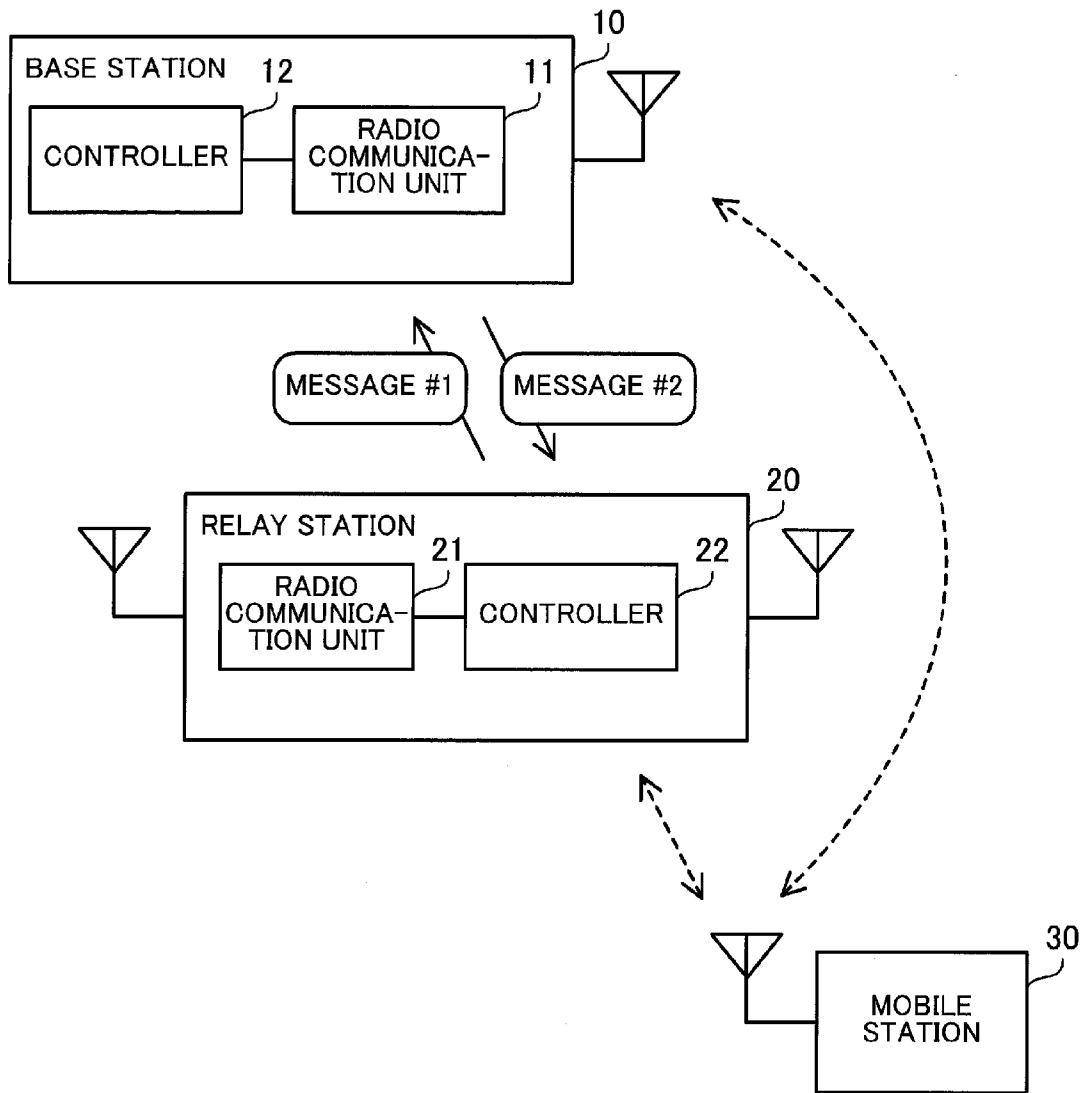 10
BASE STATION
12
11
CONTROLLER
RADIO
COMMUNICA-
TION UNIT
MESSAGE #1
MESSAGE #2
20
RELAY STATION
21
22
RADIO
COMMUNICA-
TION UNIT
CONTROLLER
30
MOBILE
STATION